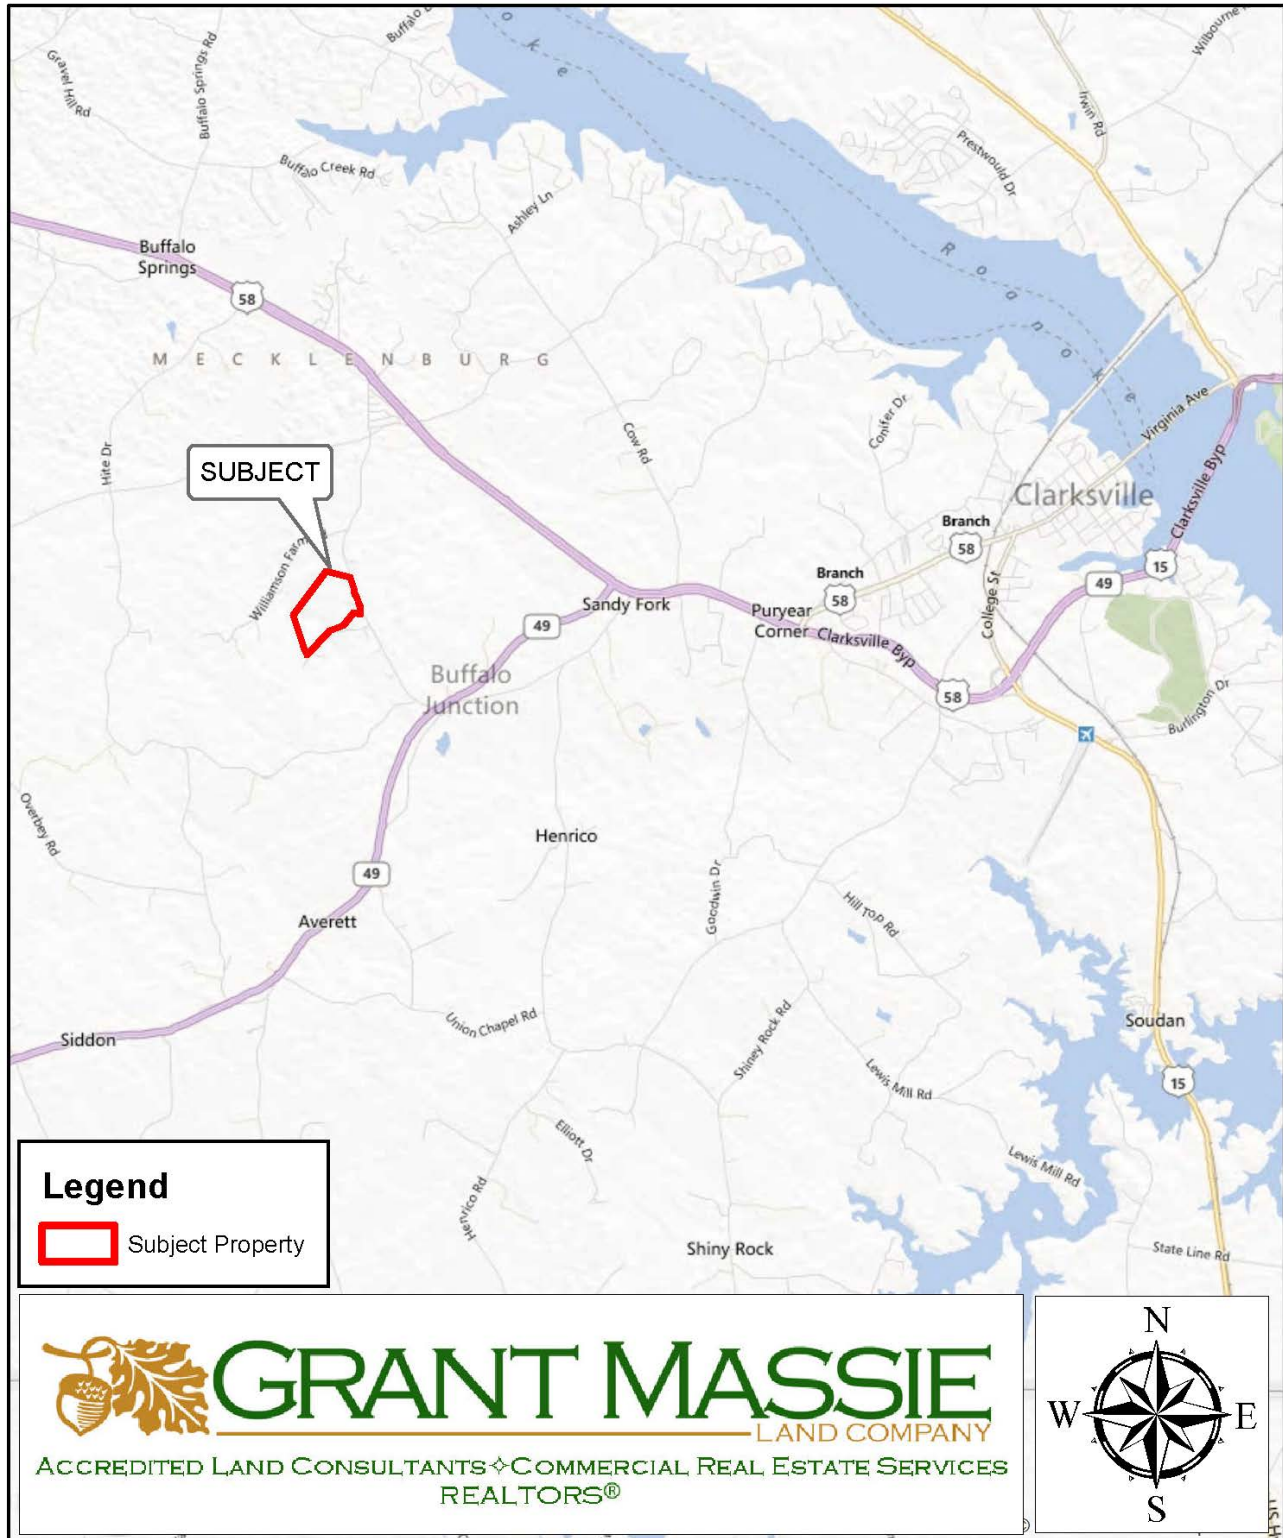 Buffalo
Wilbourne
o k e
Gravel Hill Rd
Buffalo Springs Rd
Irwin Rd
Prestwould Dr
Buffalo Creek Rd
Ashley Ln
Buffalo
Springs
58
R o a n o k e
M E C K L E N B U R G
Virginia Ave
Conifer Dr
Cow Rd
Hite Dr
Clarksville Byp
SUBJECT
Clarksville
Branch
58
Williamson Farm
15
Branch
58
49
Sandy Fork
Puryear
Corner
49
College St
Clarksville Byp
Buffalo
Junction
58
Burlington Dr
Overbey Rd
Henrico
49
Goodwin Dr
Hill Top Rd
Averett
Union Chapel Rd
Soudan
Siddon
Shiney Rock Rd
Lewis Mill Rd
15
Elliott Dr
Lewis Mill Rd
Henrico Rd
Shiny Rock
State Line Rd
Legend
Subject Property
GRANT MASSIE
LAND COMPANY
ACCREDITED LAND CONSULTANTS✧COMMERCIAL REAL ESTATE SERVICES
REALTORS®
N
W E
S